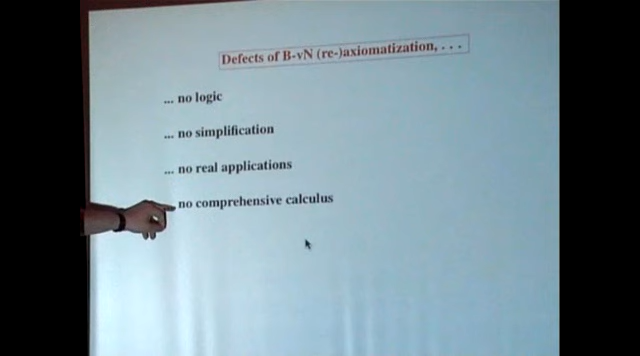 Defects of B-vN (re-)axiomatization, . . .
... no logic
... no simplification
... no real applications
no comprehensive calculus